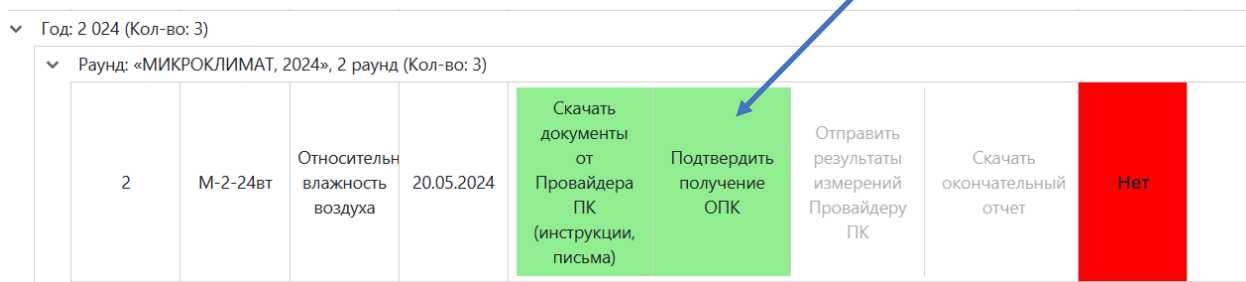 Год: 2 024 (Кол-во: 3)
Раунд: «МИКРОКЛИМАТ, 2024», 2 раунд (Кол-во: 3)
2
М-2-24вт
Относительн
влажность
воздуха
20.05.2024
Скачать
документы
от
Провайдера
ПК
(инструкции,
письма)
Подтвердить
получение
ОПК
Отправить
результаты
измерений
Провайдеру
ПК
Скачать
окончательный
отчет
Нет